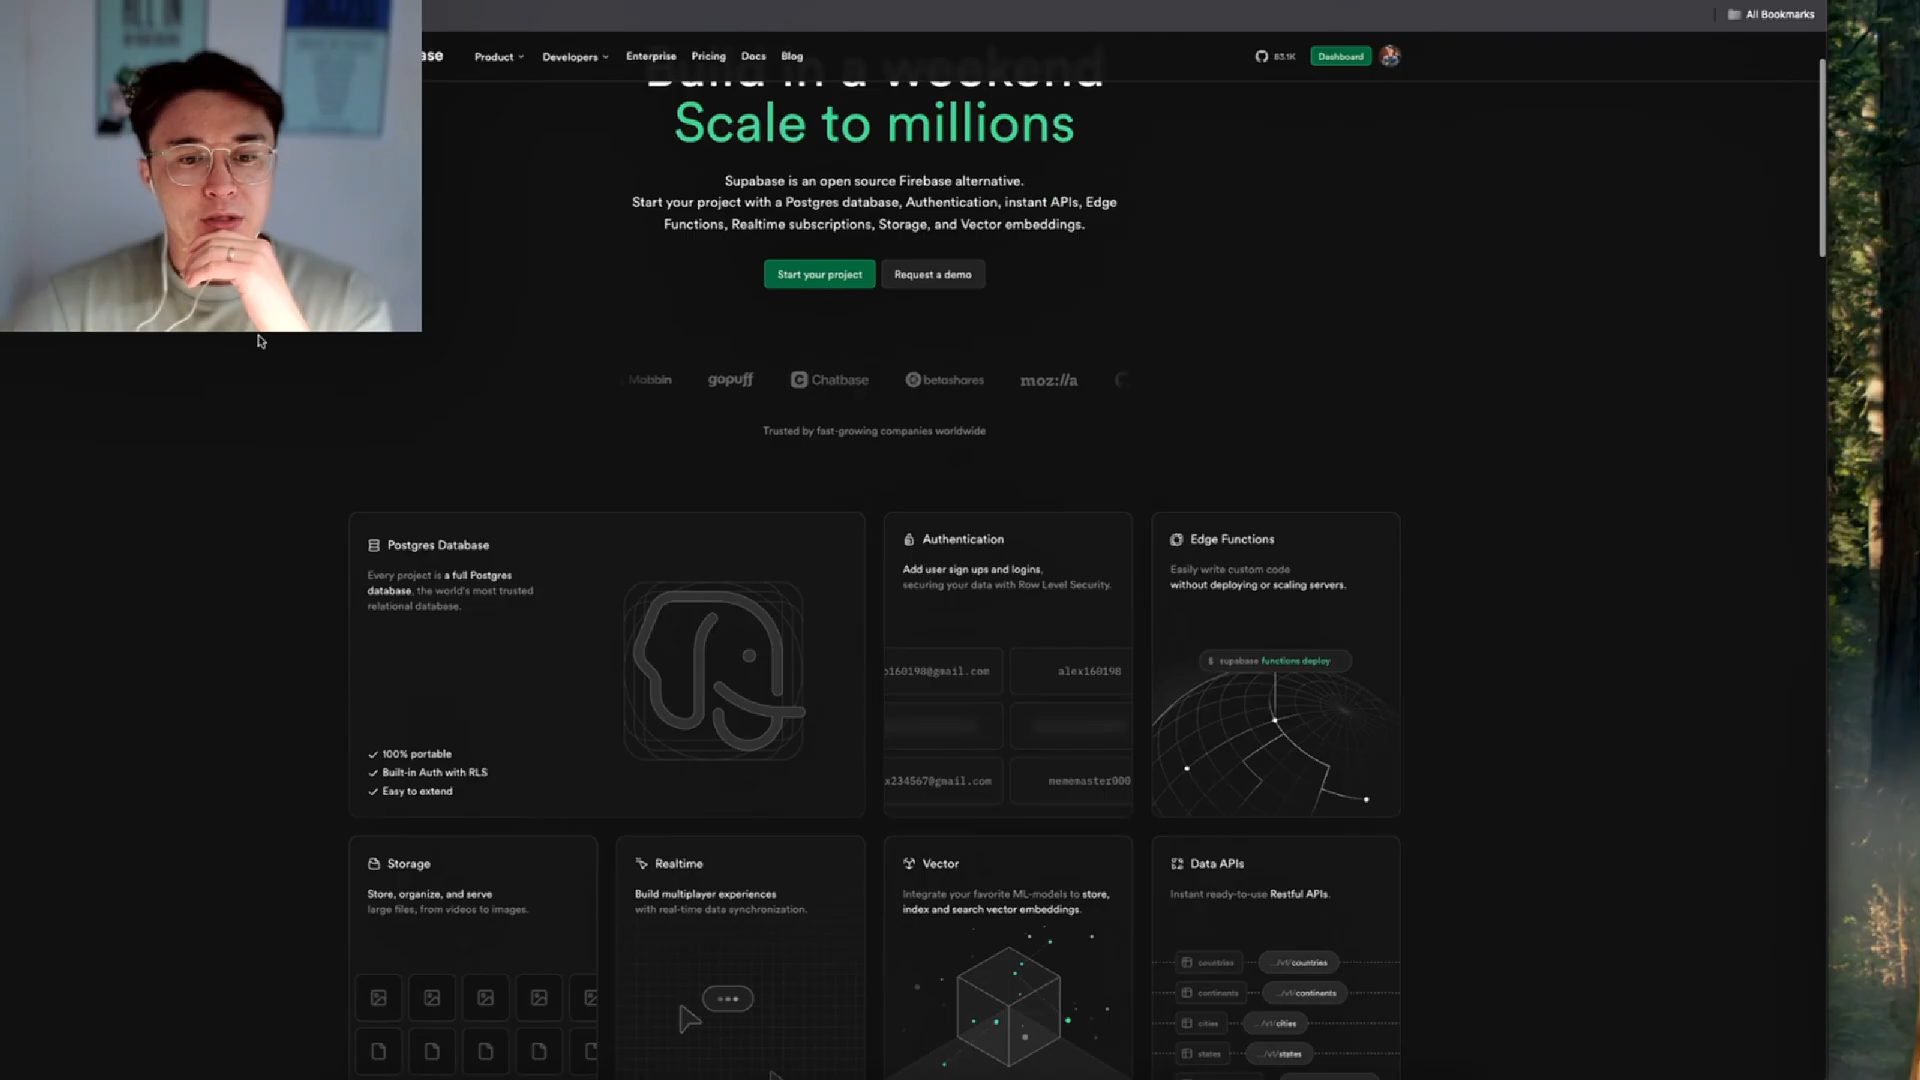 All Bookmarks
ase
Product
Developers
Enterprise
Pricing
Docs
Blog
83.1K
Dashboard
Build in a weekend
Scale to millions
Supabase is an open source Firebase alternative.
Start your project with a Postgres database, Authentication, instant APIs, Edge
Functions, Realtime subscriptions, Storage, and Vector embeddings.
Start your project
Request a demo
Mobbin
gopuff
Chatbase
betashares
moz://a
Trusted by fast-growing companies worldwide
Postgres Database
Every project is a full Postgres
database, the world's most trusted
relational database.
✓ 100% portable
✓ Built-in Auth with RLS
✓ Easy to extend
Authentication
Add user sign ups and logins,
securing your data with Row Level Security.
160198@gmail.com
alex160198
x234567@gmail.com
mememaster000
Edge Functions
Easily write custom code
without deploying or scaling servers.
$ supabase functions deploy
Storage
Store, organize, and serve
large files, from videos to images.
Realtime
Build multiplayer experiences
with real-time data synchronization.
Vector
Integrate your favorite ML-models to store,
index and search vector embeddings.
Data APIs
Instant ready-to-use Restful APIs.
countries
.../v1/countries
continents
.../v1/continents
cities
.../v1/cities
states
.../v1/states